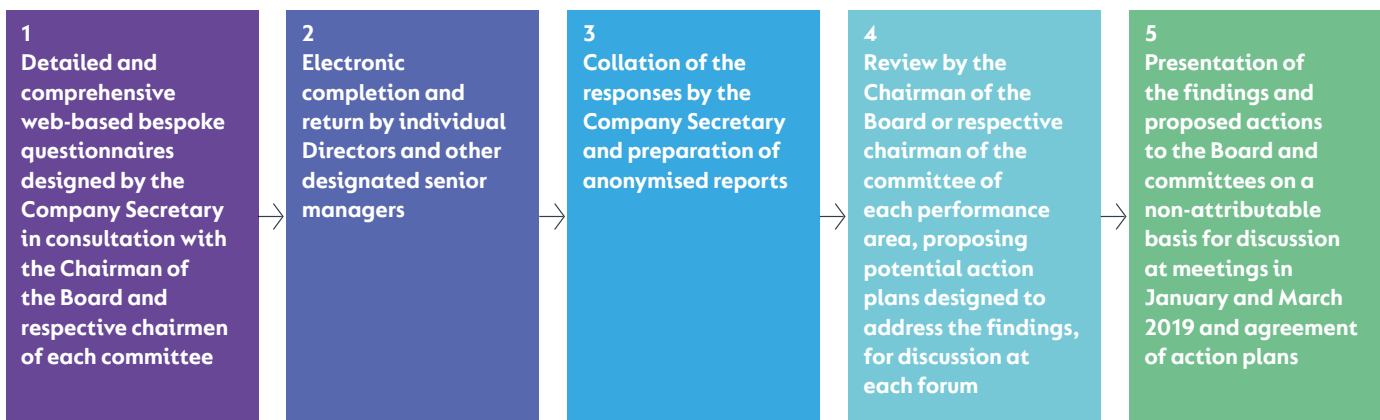 1
Detailed and
comprehensive
web-based bespoke
questionnaires
designed by the
Company Secretary
in consultation with
the Chairman of
the Board and
respective chairmen
of each committee
2
Electronic
completion and
return by individual
Directors and other
designated senior
managers
3
Collation of the
responses by the
Company Secretary
and preparation of
anonymised reports
4
Review by the
Chairman of the
Board or respective
chairman of the
committee of
each performance
area, proposing
potential action
plans designed to
address the findings,
for discussion at
each forum
5
Presentation of
the findings and
proposed actions
to the Board and
committees on a
non-attributable
basis for discussion
at meetings in
January and March
2019 and agreement
of action plans